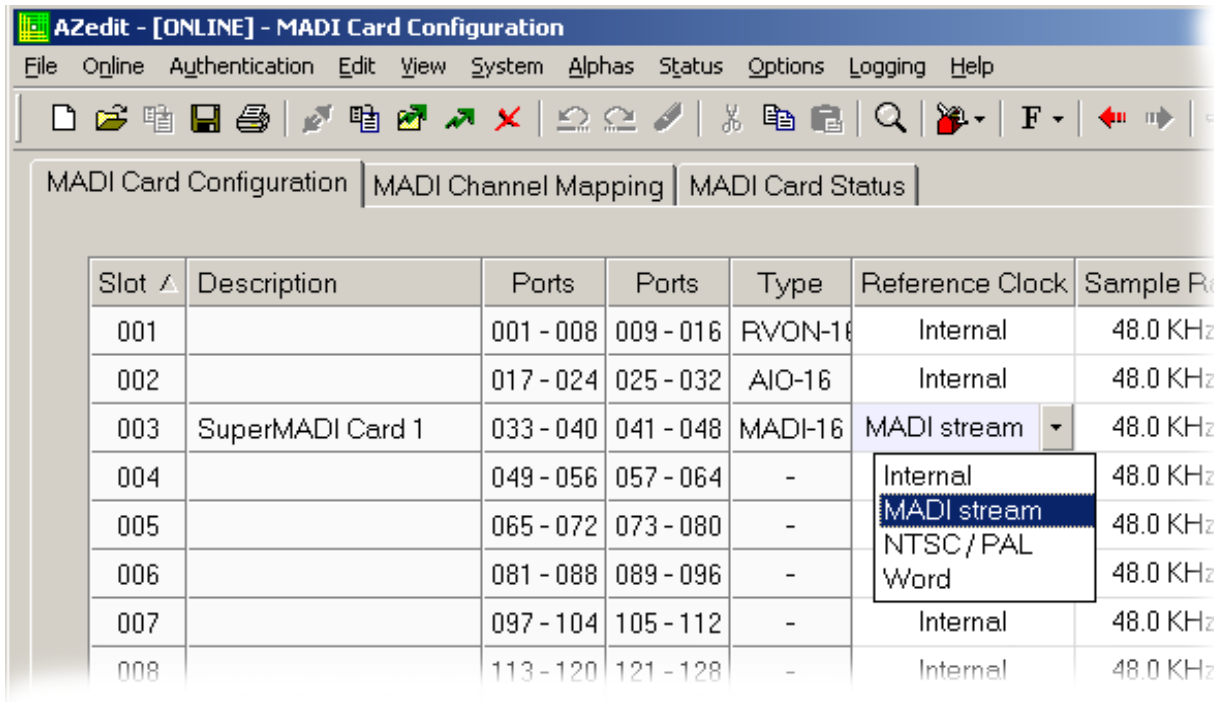 AZedit - [ONLINE] - MADI Card Configuration
File Online Authentication Edit View System Alphas Status Options Logging Help
F
MADI Card Configuration MADI Channel Mapping MADI Card Status
Slot Description Ports Ports Type Reference Clock Sample
001 001 - 008 009 - 016 RVON-16 Internal 48.0 KHz
002 017 - 024 025 - 032 AIO-16 Internal 48.0 KHz
003 SuperMADI Card 1 033 - 040 041 - 048 MADI-16 MADI stream 48.0 KHz
004 049 - 056 057 - 064 - Internal 48.0 KHz
005 065 - 072 073 - 080 - MADI stream 48.0 KHz
NTSC / PAL
006 081 - 088 089 - 096 - Word 48.0 KHz
007 097 - 104 105 - 112 - Internal 48.0 KHz
008 113 - 120 121 - 128 - Internal 48.0 KHz